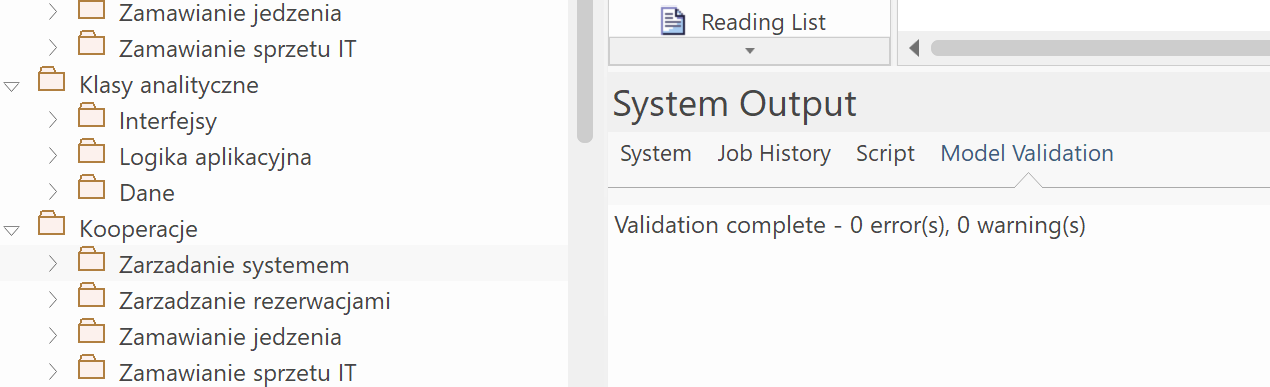 Zamawianie jedzenia
Zamawianie sprzetu IT
Klasy analityczne
Interfejsy
Logika aplikacyjna
Dane
Kooperacje
Zarzadanie systemem
Zarzadzanie rezerwacjami
Zamawianie jedzenia
Zamawianie sprzetu IT
Reading List
System Output
System Job History Script Model Validation
Validation complete - 0 error(s), 0 warning(s)